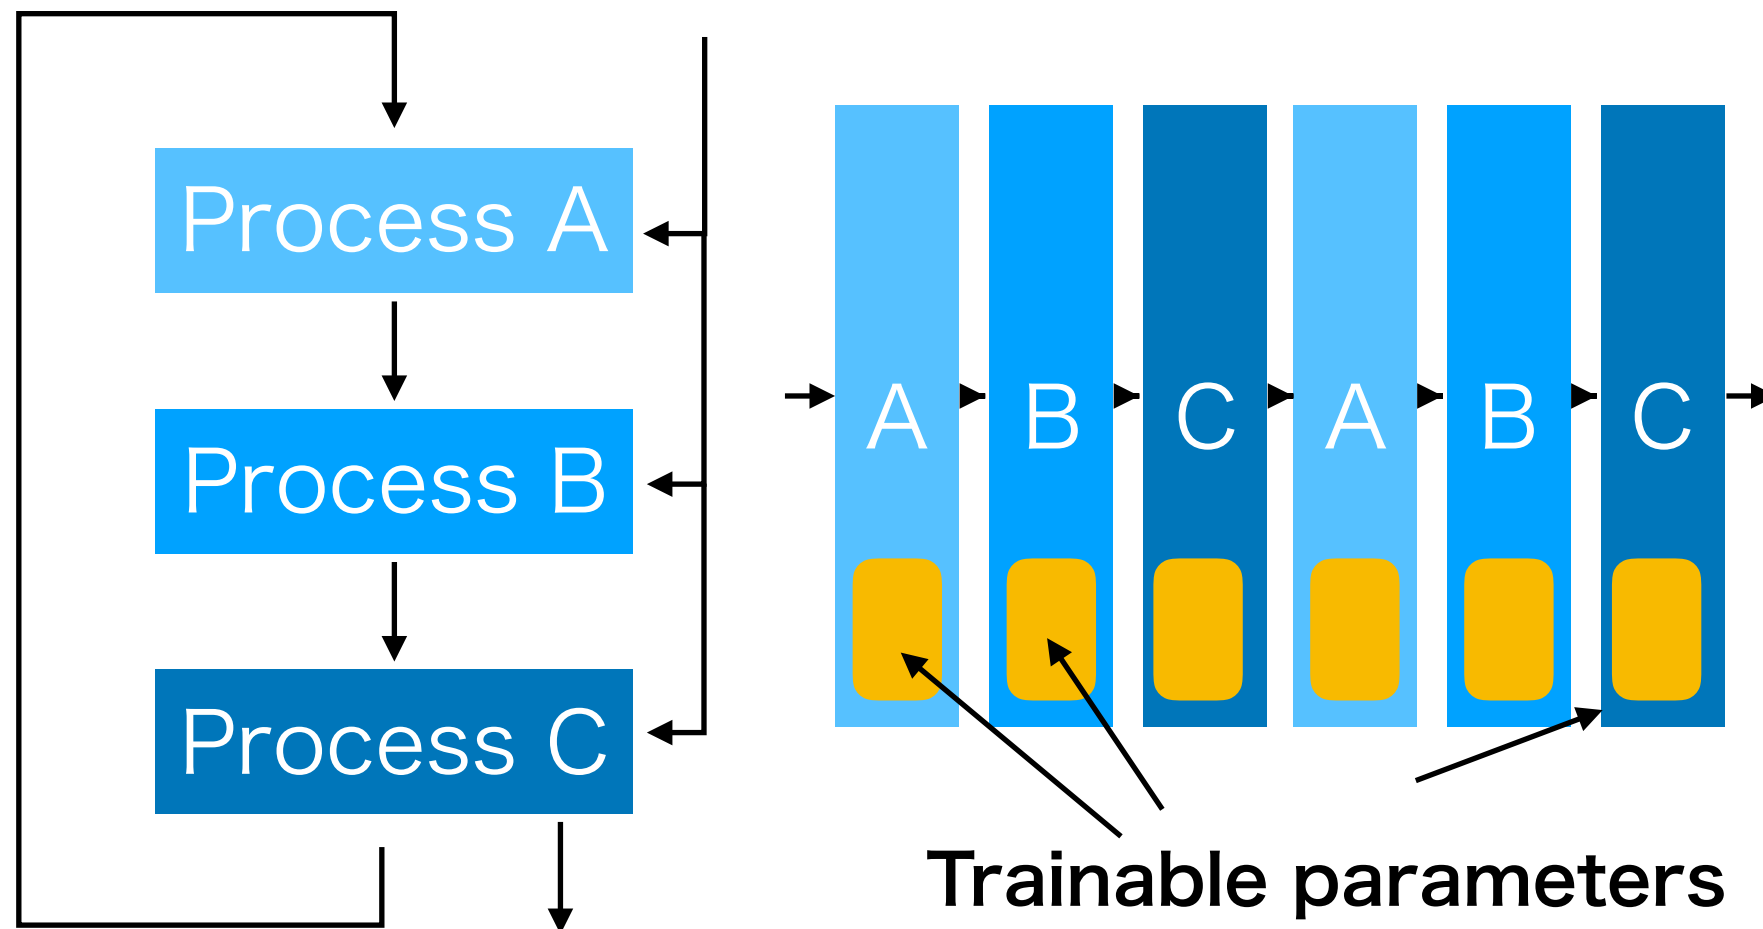 Process A
Process B
Process C
A B C A B C
Trainable parameters